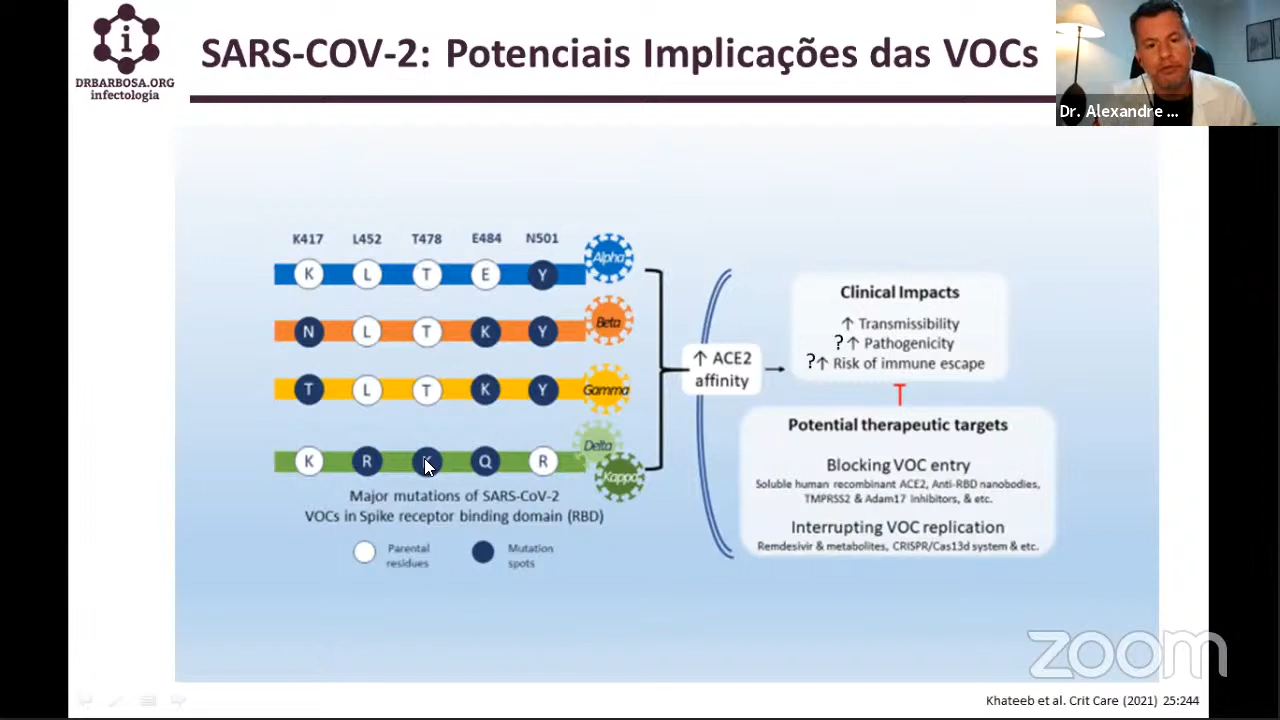 DRBARBOSA.ORG
infectologia
SARS-COV-2: Potenciais Implicações das VOCs
Dr. Alexandre ...
K417 L452 T478 E484 N501
K L T E Y Alpha
N L T K Y Beta
T L T K Y Gamma
Delta
K R K Q R
Kappa
Major mutations of SARS-CoV-2
VOCs in Spike receptor binding domain (RBD)
Parental residues
Mutation spots
↑ ACE2
affinity
Clinical Impacts
↑ Transmissibility
?↑ Pathogenicity
?↑ Risk of immune escape
Potential therapeutic targets
Blocking VOC entry
Soluble human recombinant ACE2, Anti-RBD nanobodies,
TMPRSS2 & Adam17 Inhibitors, & etc.
Interrupting VOC replication
Remdesivir & metabolites, CRISPR/Cas13d system & etc.
zoom
Khateeb et al. Crit Care (2021) 25:244